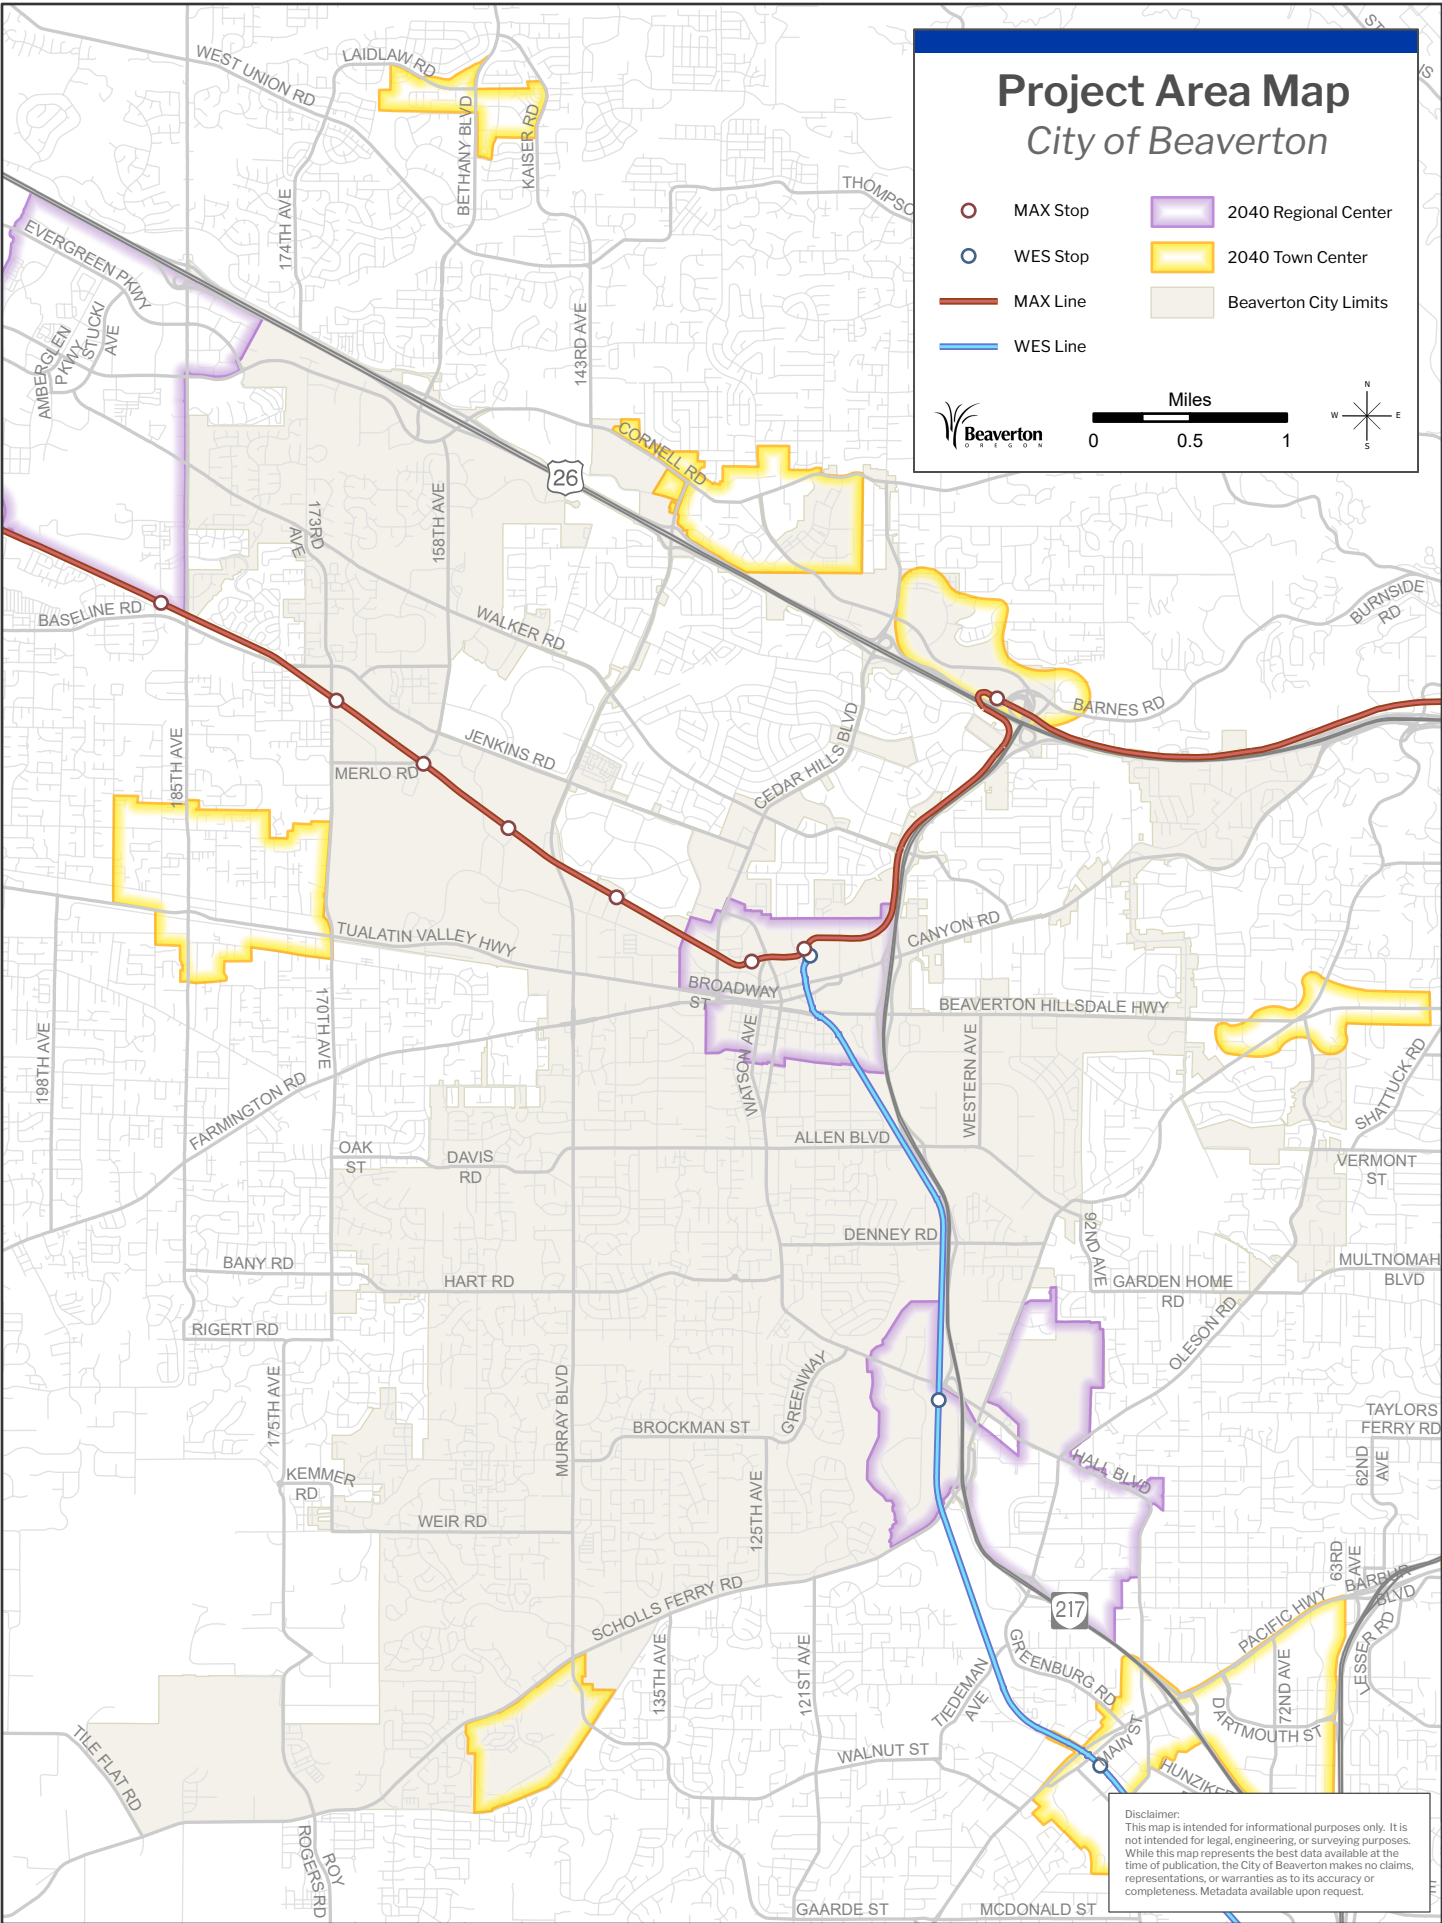 Project Area Map
City of Beaverton
MAX Stop
WES Stop
MAX Line
WES Line
2040 Regional Center
2040 Town Center
Beaverton City Limits
Beaverton
OREGON
Miles
0 0.5 1
N
W E
S
WEST UNION RD
LAIDLAW RD
BETHANY BLVD
KAISER RD
174TH AVE
THOMPSO
EVERGREEN PKWY
STUCKI
AVE
AMBERGLEN
PKWY
143RD AVE
CORNELL RD
26
173RD
AVE
158TH AVE
BASELINE RD
WALKER RD
BURNSIDE
RD
BARNES RD
CEDAR HILLS BLVD
JENKINS RD
MERLO RD
185TH AVE
TUALATIN VALLEY HWY
CANYON RD
BROADWAY
ST
BEAVERTON HILLSDALE HWY
198TH AVE
170TH AVE
WATSON AVE
WESTERN AVE
SHATTUCK RD
FARMINGTON RD
OAK
ST
DAVIS
RD
ALLEN BLVD
VERMONT
ST
DENNEY RD
92ND AVE
BANY RD
HART RD
GARDEN HOME
RD
MULTNOMAH
BLVD
RIGERT RD
OLESON RD
175TH AVE
MURRAY BLVD
GREENWAY
BROCKMAN ST
TAYLORS
FERRY RD
62ND
AVE
HALL BLVD
KEMMER
RD
WEIR RD
125TH AVE
63RD
AVE
BARBUR
BLVD
SCHOLLS FERRY RD
217
PACIFIC HWY
LESSER RD
135TH AVE
121ST AVE
TIEDEMAN
AVE
GREENBURG RD
72ND AVE
DARTMOUTH ST
MAIN ST
WALNUT ST
HUNZIKER
TILE FLAT RD
ROY
ROGERS RD
GAARDE ST
MCDONALD ST
Disclaimer:
This map is intended for informational purposes only. It is
not intended for legal, engineering, or surveying purposes.
While this map represents the best data available at the
time of publication, the City of Beaverton makes no claims,
representations, or warranties as to its accuracy or
completeness. Metadata available upon request.